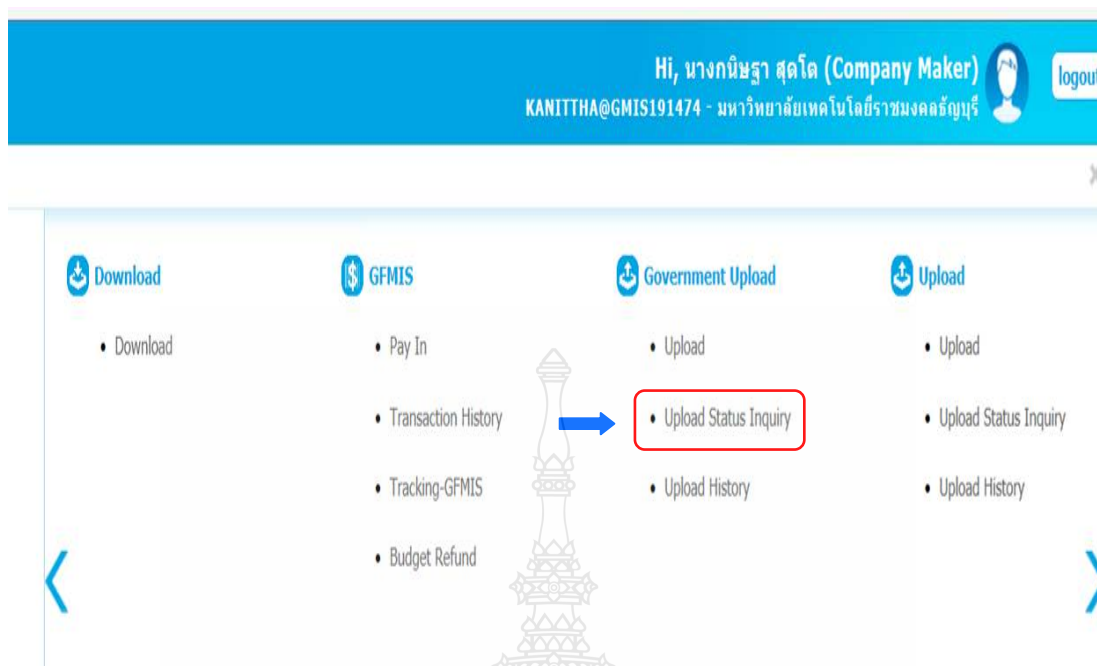 Hi, นางกนิษฐา สุดโต (Company Maker)
logout
KANITTHA@GMIS191474 - มหาวิทยาลัยเทคโนโลยีราชมงคลธัญบุรี
Download
• Download
GFMIS
• Pay In
• Transaction History
• Tracking-GFMIS
• Budget Refund
Government Upload
• Upload
• Upload Status Inquiry
• Upload History
Upload
• Upload
• Upload Status Inquiry
• Upload History